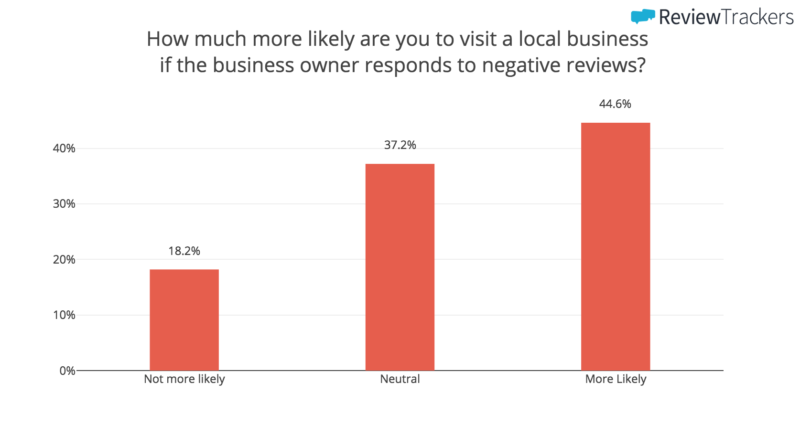 ReviewTrackers
How much more likely are you to visit a local business
if the business owner responds to negative reviews?
44.6%
37.2%
18.2%
40%
30%
20%
10%
0%
Not more likely
Neutral
More Likely